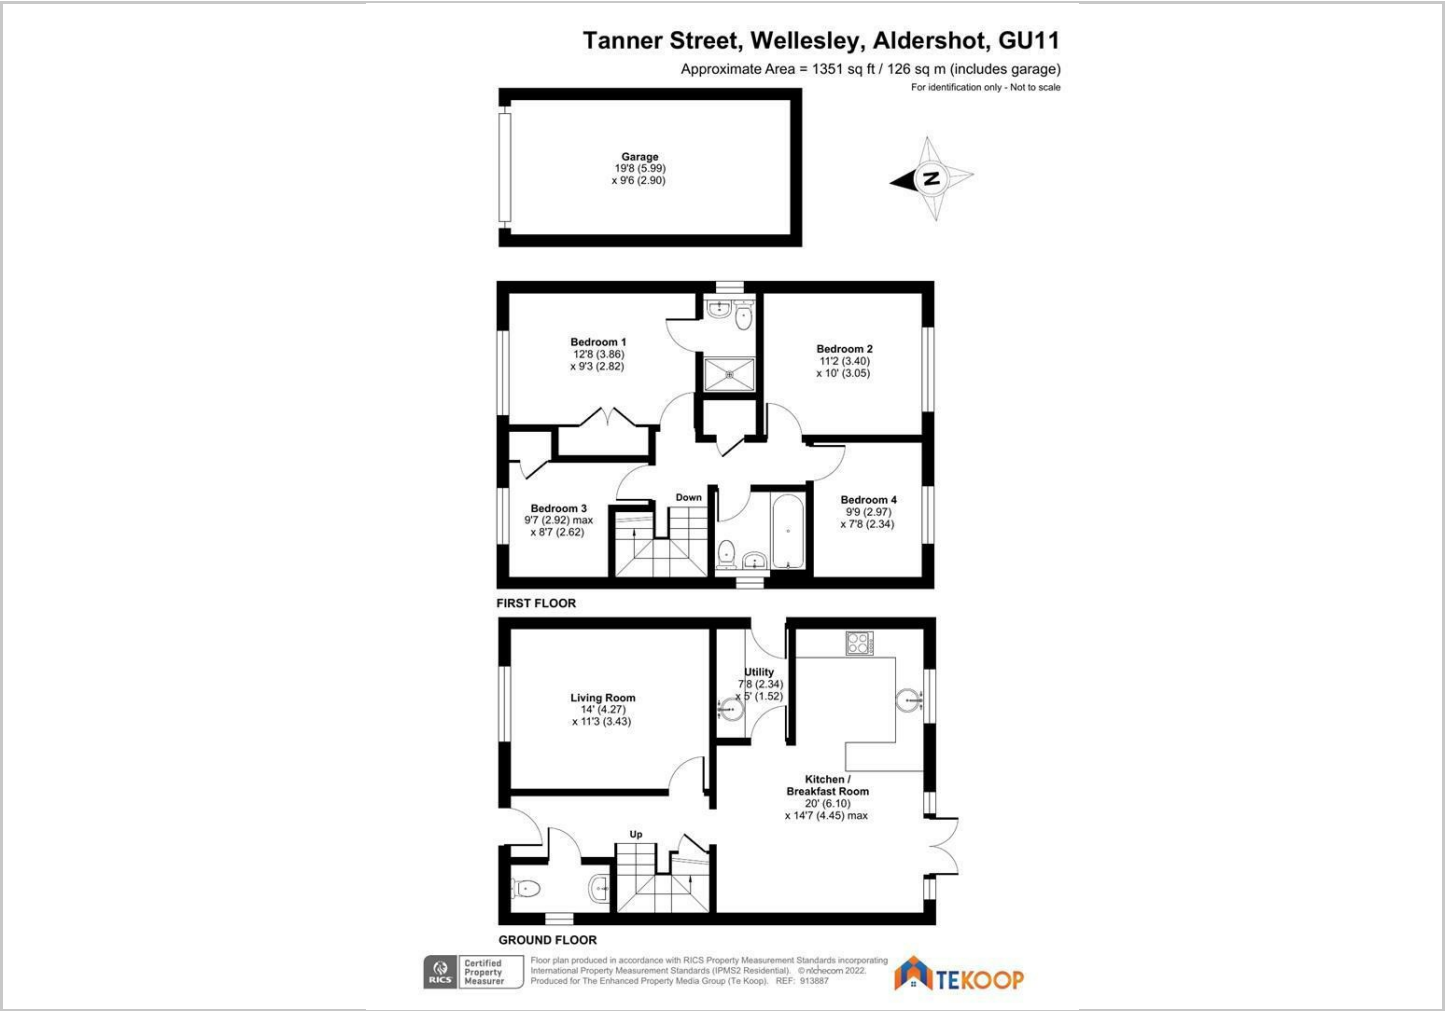 Tanner Street, Wellesley, Aldershot, GU11
Approximate Area = 1351 sq ft / 126 sq m (includes garage)
For identification only - Not to scale
Garage
19'8 (5.99)
x 9'6 (2.90)
N
Bedroom 1
12'8 (3.86)
x 9'3 (2.82)
Bedroom 2
11'2 (3.40)
x 10' (3.05)
Bedroom 3
9'7 (2.92) max
x 8'7 (2.62)
Down
Bedroom 4
9'9 (2.97)
x 7'8 (2.34)
FIRST FLOOR
Living Room
14' (4.27)
x 11'3 (3.43)
Utility
7'8 (2.34)
x 5' (1.52)
Kitchen /
Breakfast Room
20' (6.10)
x 14'7 (4.45) max
Up
GROUND FLOOR
RICS
Certified
Property
Measurer
Floor plan produced in accordance with RICS Property Measurement Standards incorporating
International Property Measurement Standards (IPMS2 Residential). © nichecom 2022.
Produced for The Enhanced Property Media Group (Te Koop). REF: 913887
TEKOOP